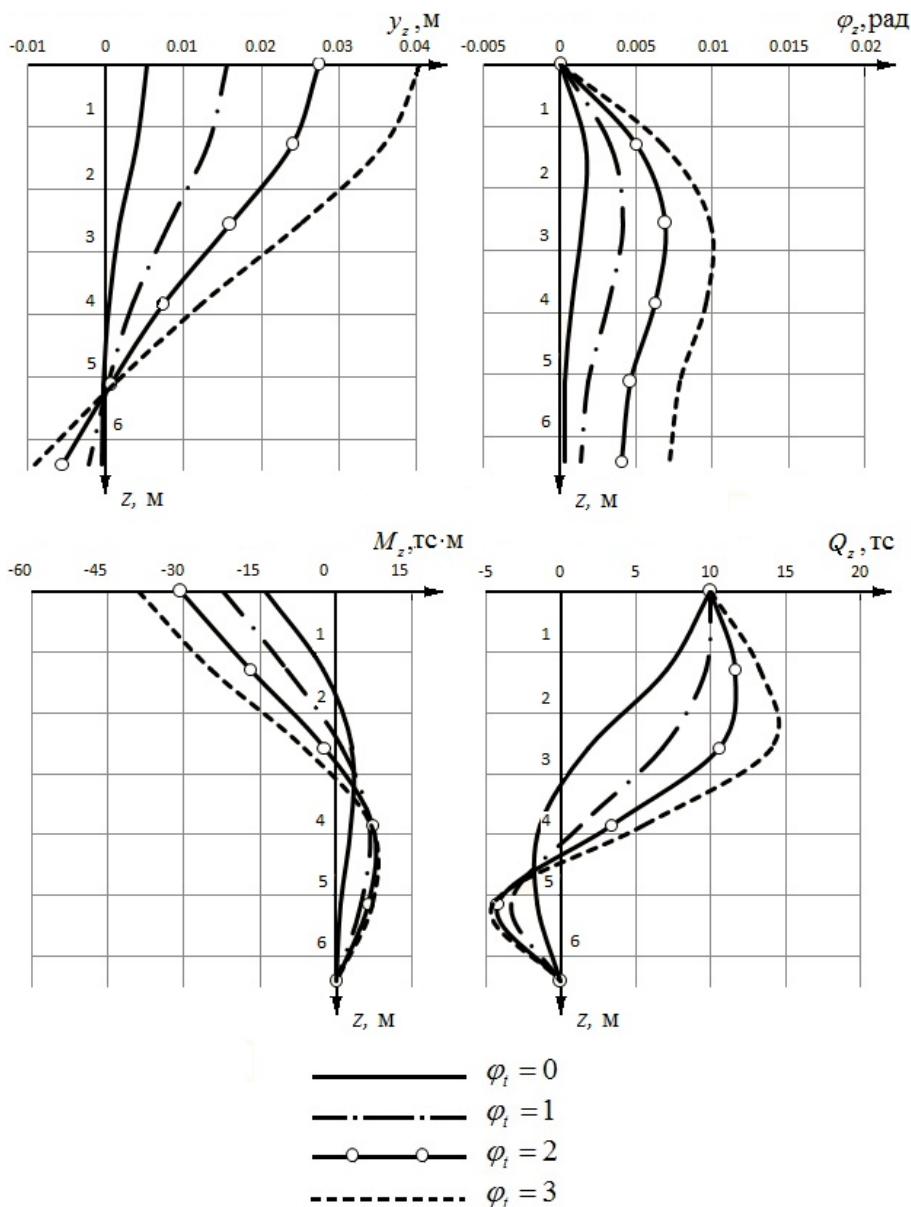 y_z, м
-0.01 0 0.01 0.02 0.03 0.04
1
2
3
4
5
6
z, м
φ_z, рад
-0.005 0 0.005 0.01 0.015 0.02
1
2
3
4
5
6
z, м
M_z, тс·м
-60 -45 -30 -15 0 15
1
2
3
4
5
6
z, м
Q_z, тс
-5 0 5 10 15 20
1
2
3
4
5
6
z, м
φ_t = 0
φ_t = 1
φ_t = 2
φ_t = 3